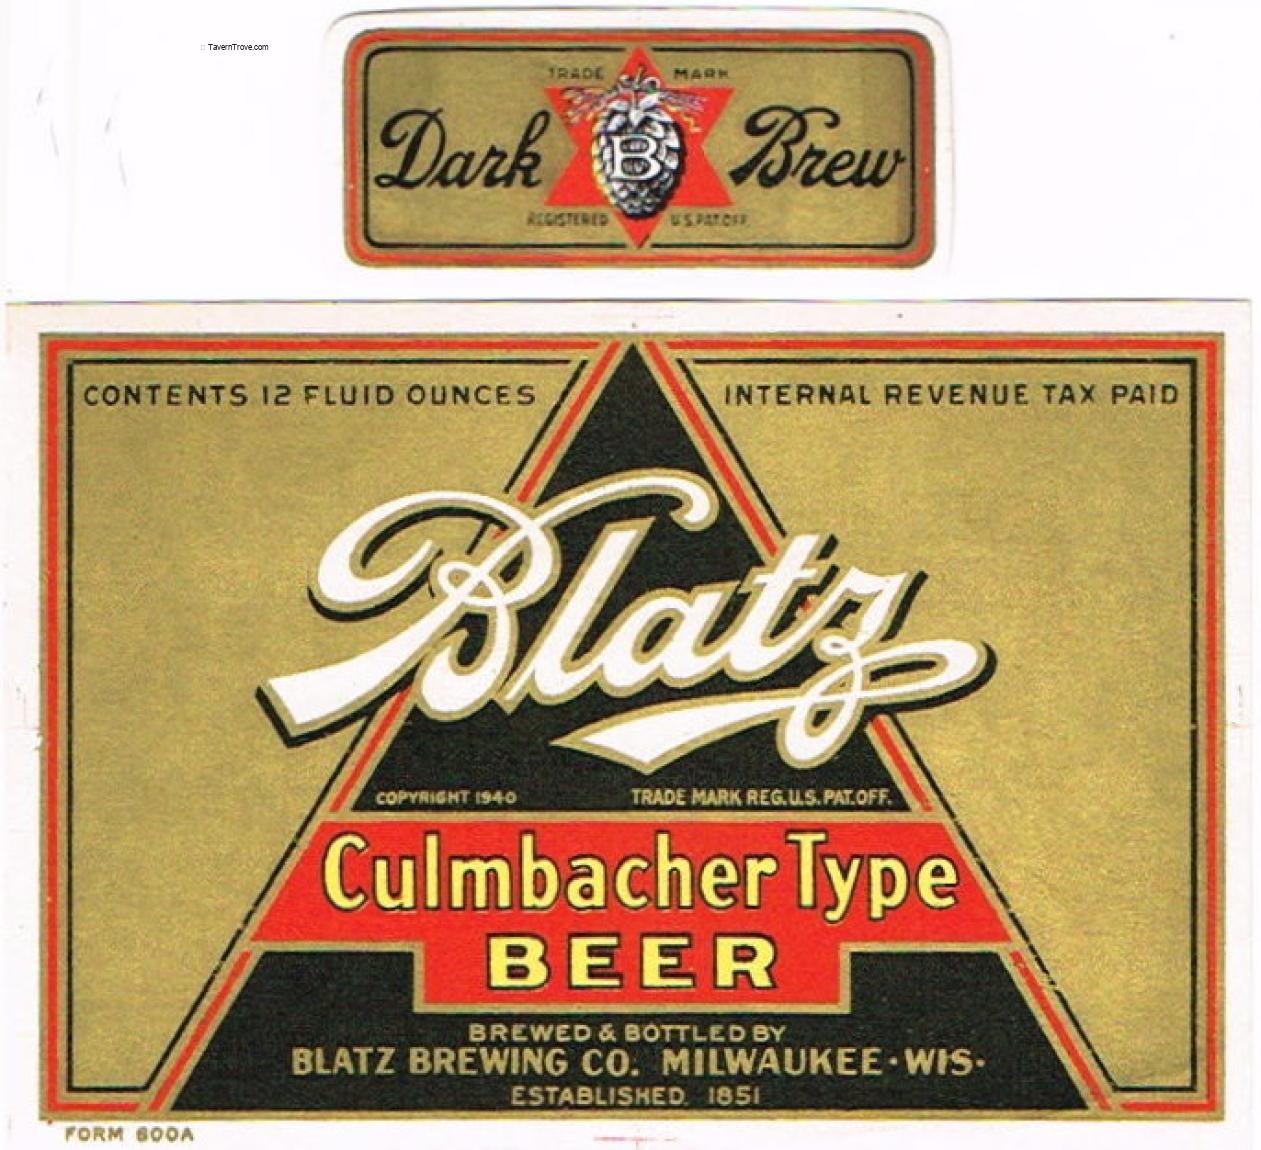 :: TavernTrove.com
TRADE MARK
Dark B Brew
REGISTERED U.S. PAT. OFF.
CONTENTS 12 FLUID OUNCES
INTERNAL REVENUE TAX PAID
Blatz
COPYRIGHT 1940
TRADE MARK REG. U.S. PAT. OFF.
Culmbacher Type
BEER
BREWED & BOTTLED BY
BLATZ BREWING CO. MILWAUKEE · WIS ·
ESTABLISHED 1851
FORM 600A